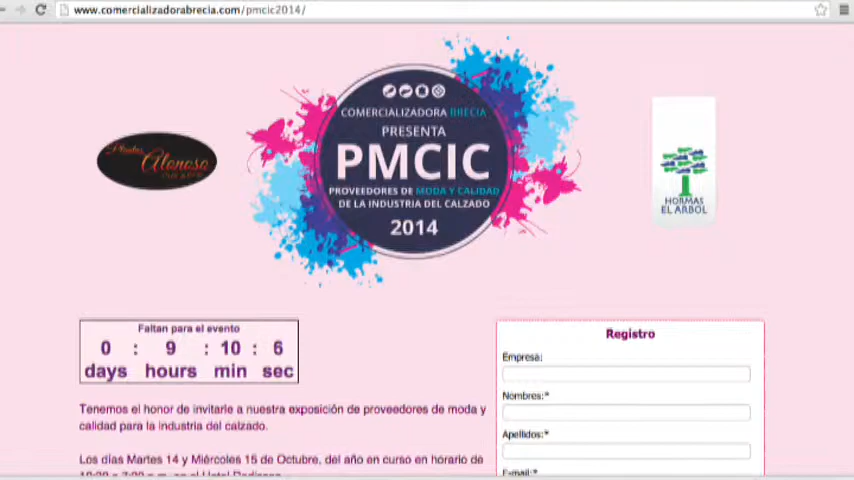 www.comercializadorabrecia.com/pmcic2014/
COMERCIALIZADORA BRECIA
PRESENTA
PMCIC
PROVEEDORES DE MODA Y CALIDAD
DE LA INDUSTRIA DEL CALZADO
2014
HORMAS
EL ARBOL
Faltan para el evento
0 : 9 : 10 : 6
days hours min sec
Tenemos el honor de invitarle a nuestra exposición de proveedores de moda y
calidad para la industria del calzado.
Los días Martes 14 y Miércoles 15 de Octubre, del año en curso en horario de
Registro
Empresa:
Nombres:*
Apellidos:*
E-mail:*